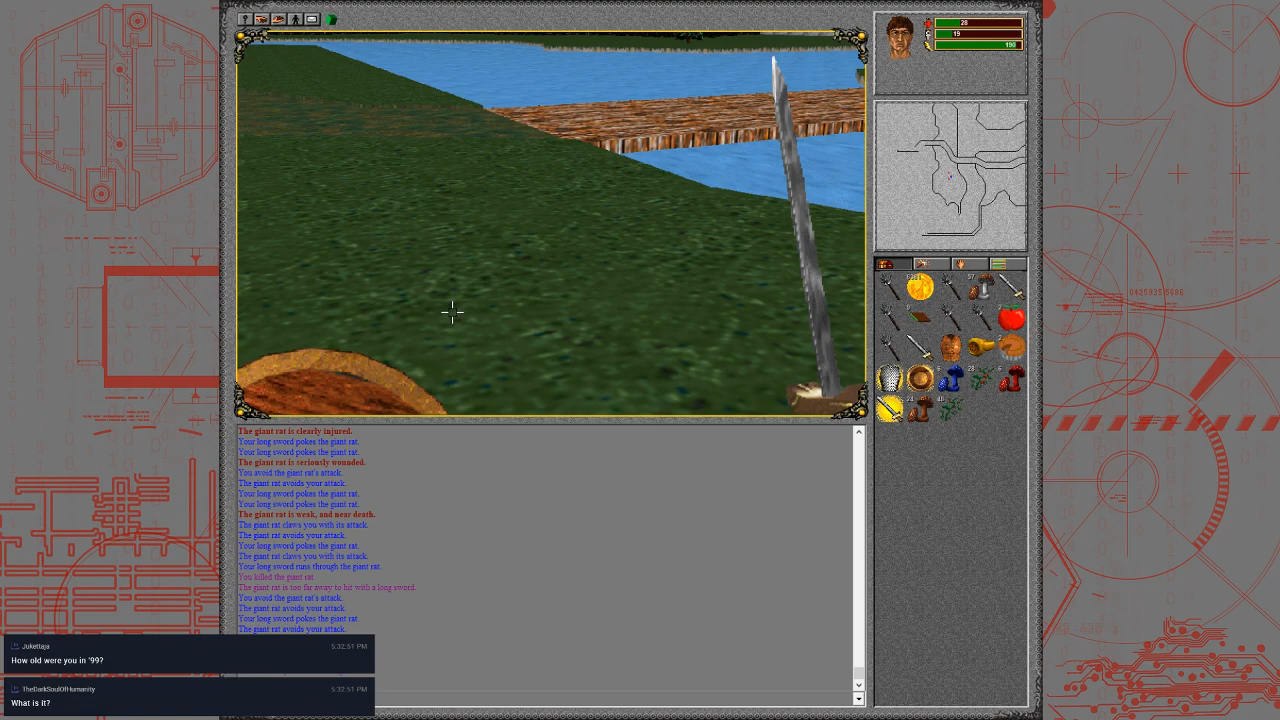 28
19
190
57
2
2
6
28
6
24
48
The giant rat is clearly injured.
Your long sword pokes the giant rat.
Your long sword pokes the giant rat.
The giant rat is seriously wounded.
You avoid the giant rat's attack.
The giant rat avoids your attack.
Your long sword pokes the giant rat.
Your long sword pokes the giant rat.
The giant rat is weak, and near death.
The giant rat claws you with its attack.
The giant rat avoids your attack.
Your long sword pokes the giant rat.
The giant rat claws you with its attack.
Your long sword runs through the giant rat.
You killed the giant rat.
The giant rat is too far away to hit with a long sword.
You avoid the giant rat's attack.
The giant rat avoids your attack.
Your long sword pokes the giant rat.
The giant rat avoids your attack.
Jukettaja 5:32:51 PM
How old were you in '99?
TheDarkSoulOfHumanity 5:32:51 PM
What is it?